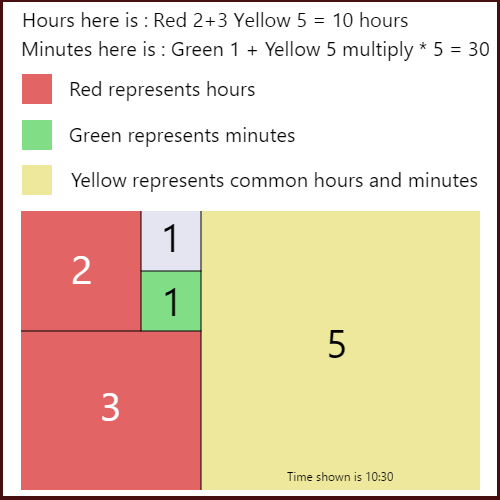 Hours here is : Red 2+3 Yellow 5 = 10 hours
Minutes here is : Green 1 + Yellow 5 multiply * 5 = 30
Red represents hours
Green represents minutes
Yellow represents common hours and minutes
1
2
1
5
3
Time shown is 10:30